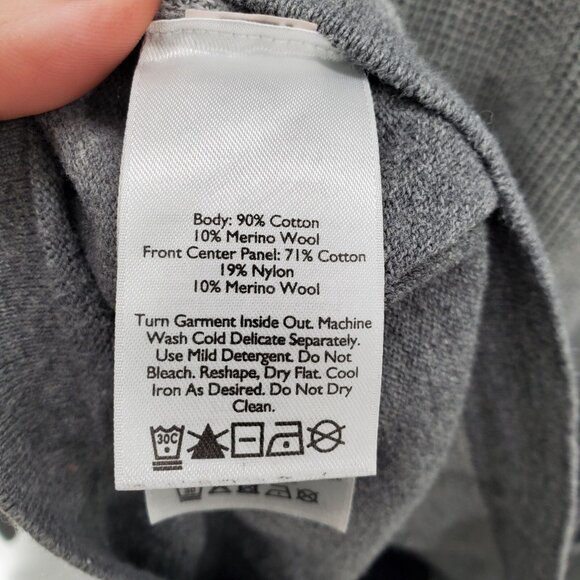 Body: 90% Cotton
10% Merino Wool
Front Center Panel: 71% Cotton
19% Nylon
10% Merino Wool
Turn Garment Inside Out. Machine
Wash Cold Delicate Separately.
Use Mild Detergent. Do Not
Bleach. Reshape, Dry Flat. Cool
Iron As Desired. Do Not Dry
Clean.
30C